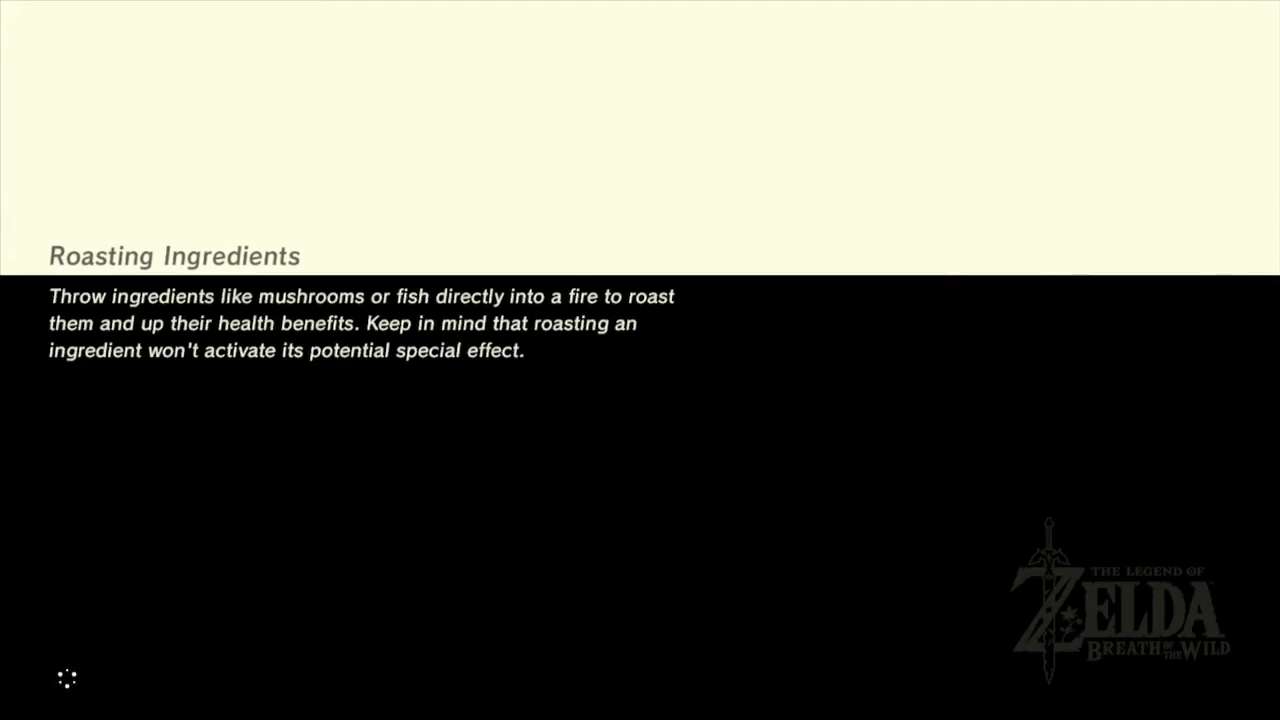 Roasting Ingredients
Throw ingredients like mushrooms or fish directly into a fire to roast
them and up their health benefits. Keep in mind that roasting an
ingredient won't activate its potential special effect.
THE LEGEND OF
ZELDA
BREATH OF THE WILD